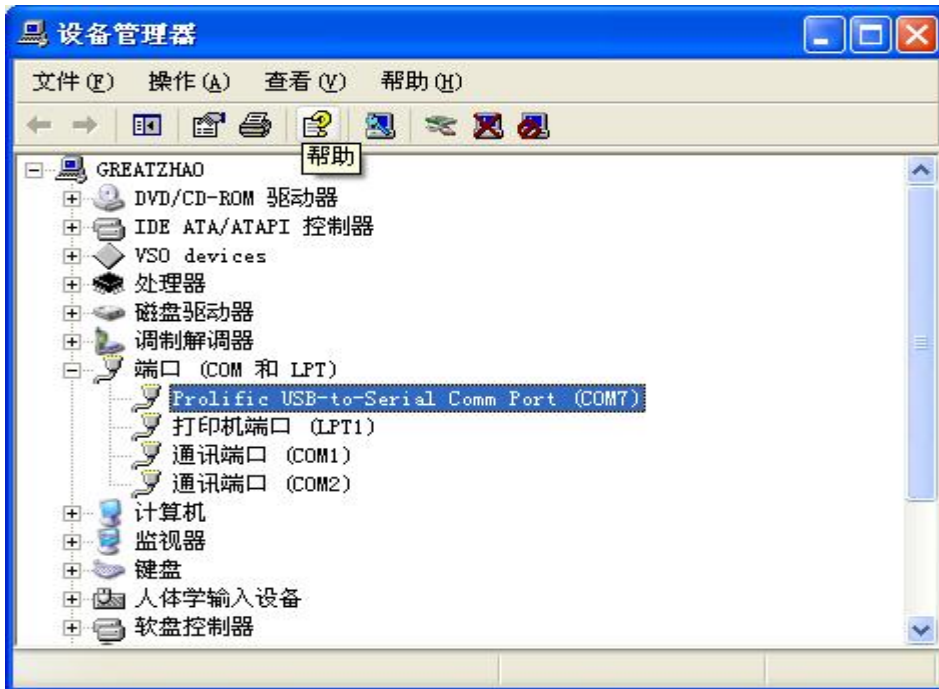 设备管理器
文件(F) 操作(A) 查看(V) 帮助(H)
帮助
GREATZHAO
DVD/CD-ROM 驱动器
IDE ATA/ATAPI 控制器
VSO devices
处理器
磁盘驱动器
调制解调器
端口 (COM 和 LPT)
Prolific USB-to-Serial Comm Port (COM7)
打印机端口 (LPT1)
通讯端口 (COM1)
通讯端口 (COM2)
计算机
监视器
键盘
人体学输入设备
软盘控制器